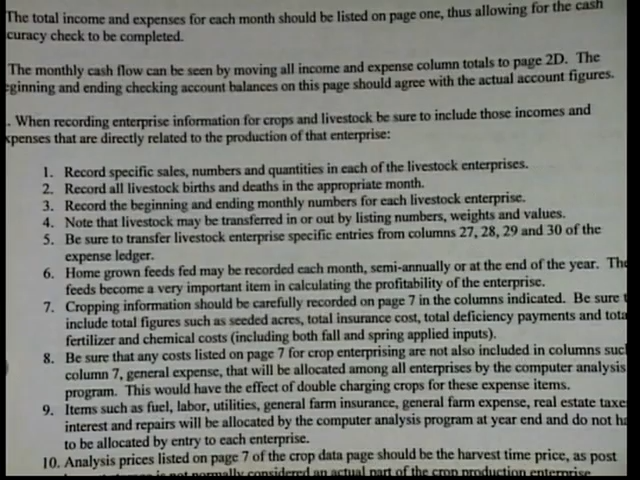 The total income and expenses for each month should be listed on page one, thus allowing for the cash
curacy check to be completed.
The monthly cash flow can be seen by moving all income and expense column totals to page 2D. The
eginning and ending checking account balances on this page should agree with the actual account figures.
. When recording enterprise information for crops and livestock be sure to include those incomes and
xpenses that are directly related to the production of that enterprise:
1. Record specific sales, numbers and quantities in each of the livestock enterprises.
2. Record all livestock births and deaths in the appropriate month.
3. Record the beginning and ending monthly numbers for each livestock enterprise.
4. Note that livestock may be transferred in or out by listing numbers, weights and values.
5. Be sure to transfer livestock enterprise specific entries from columns 27, 28, 29 and 30 of the
expense ledger.
6. Home grown feeds fed may be recorded each month, semi-annually or at the end of the year. The
feeds become a very important item in calculating the profitability of the enterprise.
7. Cropping information should be carefully recorded on page 7 in the columns indicated. Be sure t
include total figures such as seeded acres, total insurance cost, total deficiency payments and tota
fertilizer and chemical costs (including both fall and spring applied inputs).
8. Be sure that any costs listed on page 7 for crop enterprising are not also included in columns suc
column 7, general expense, that will be allocated among all enterprises by the computer analysis
program. This would have the effect of double charging crops for these expense items.
9. Items such as fuel, labor, utilities, general farm insurance, general farm expense, real estate taxe
interest and repairs will be allocated by the computer analysis program at year end and do not ha
to be allocated by entry to each enterprise.
10. Analysis prices listed on page 7 of the crop data page should be the harvest time price, as post
is not normally considered an actual part of the crop production enterprise